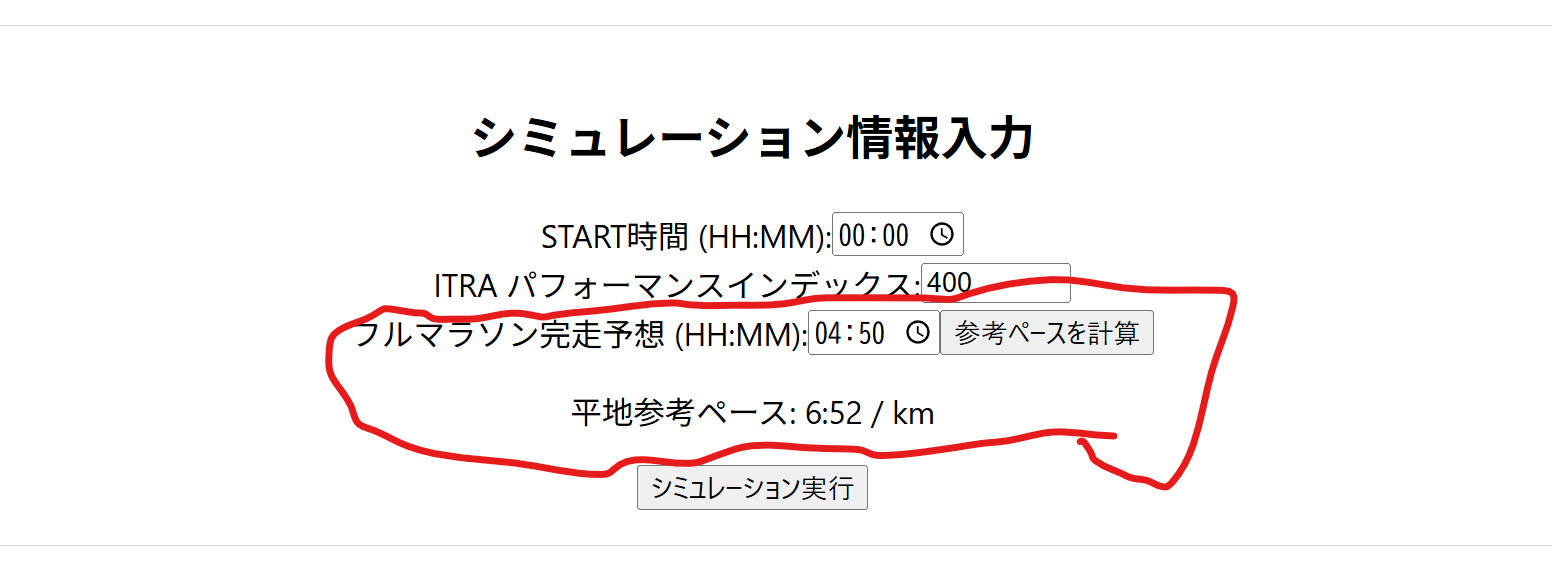 シミュレーション情報入力
START時間 (HH:MM):00:00
ITRA パフォーマンスインデックス:400
フルマラソン完走予想 (HH:MM):04:50 参考ペースを計算
平地参考ペース: 6:52 / km
シミュレーション実行